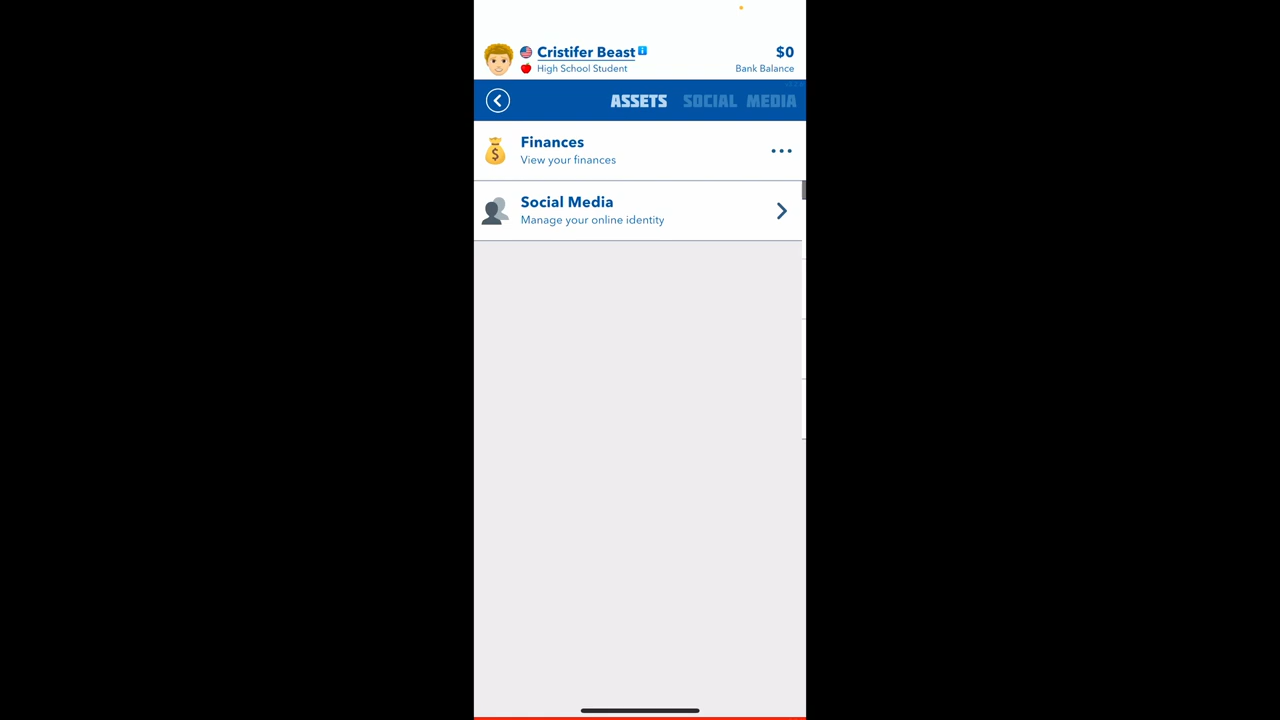 Cristifer Beast
$0
High School Student
Bank Balance
ASSETS SOCIAL MEDIA
Finances
View your finances
Social Media
Manage your online identity